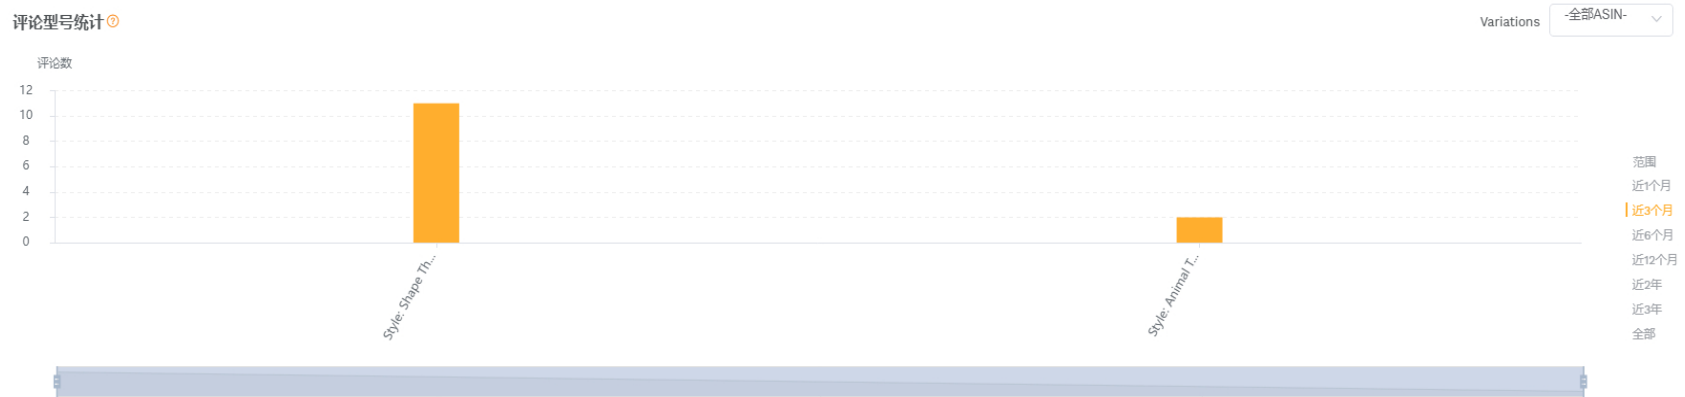 评论型号统计?
Variations
-全部ASIN-
评论数
12
10
8
6
4
2
0
Style: Shape Th...
Style: Animal T...
范围
近1个月
近3个月
近6个月
近12个月
近2年
近3年
全部